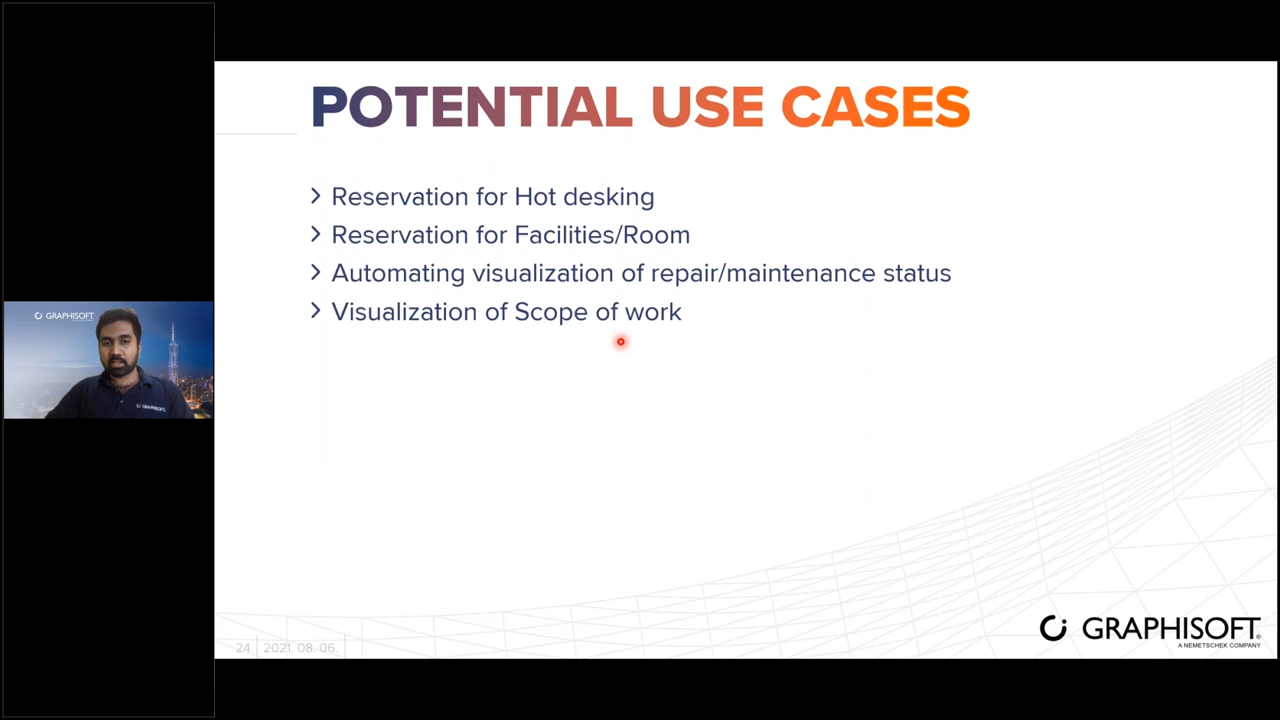 POTENTIAL USE CASES
Reservation for Hot desking
Reservation for Facilities/Room
Automating visualization of repair/maintenance status
Visualization of Scope of work
GRAPHISOFT
GRAPHISOFT
24 2021. 08. 06.
GRAPHISOFT
A NEMETSCHEK COMPANY